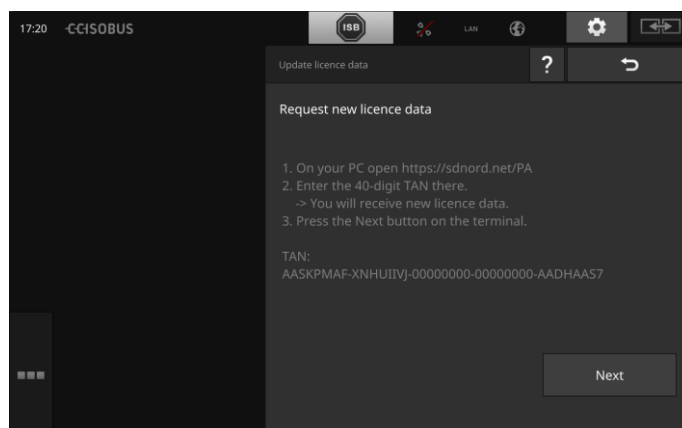 17:20 CCISOBUS ISB LAN
Update licence data ?
Request new licence data
1. On your PC open https://sdnord.net/PA
2. Enter the 40-digit TAN there.
-> You will receive new licence data.
3. Press the Next button on the terminal.
TAN:
AASKPMAF-XNHUIIVJ-00000000-00000000-AADHAAS7
Next